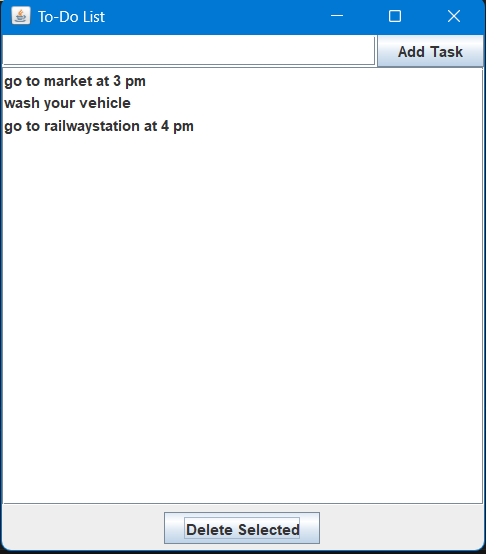 To-Do List
Add Task
go to market at 3 pm
wash your vehicle
go to railwaystation at 4 pm
Delete Selected